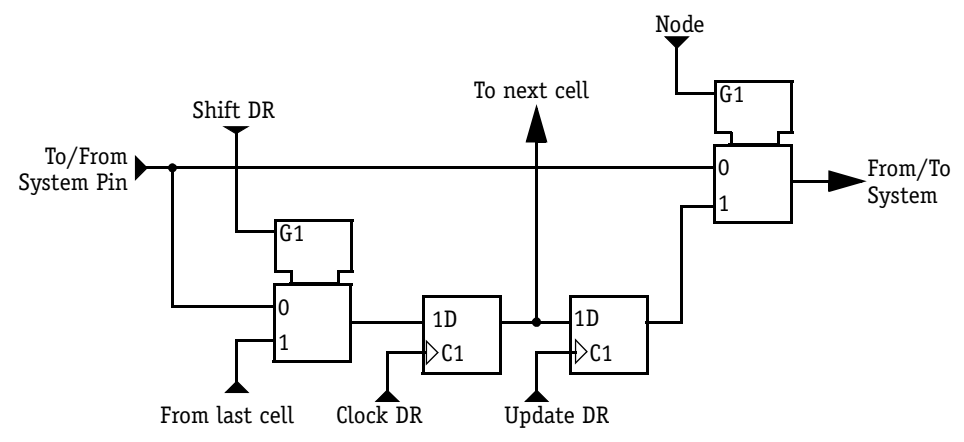 Node
To next cell
G1
Shift DR
To/From
System Pin
0
From/To
System
1
G1
0
1
1D
C1
1D
C1
From last cell
Clock DR
Update DR